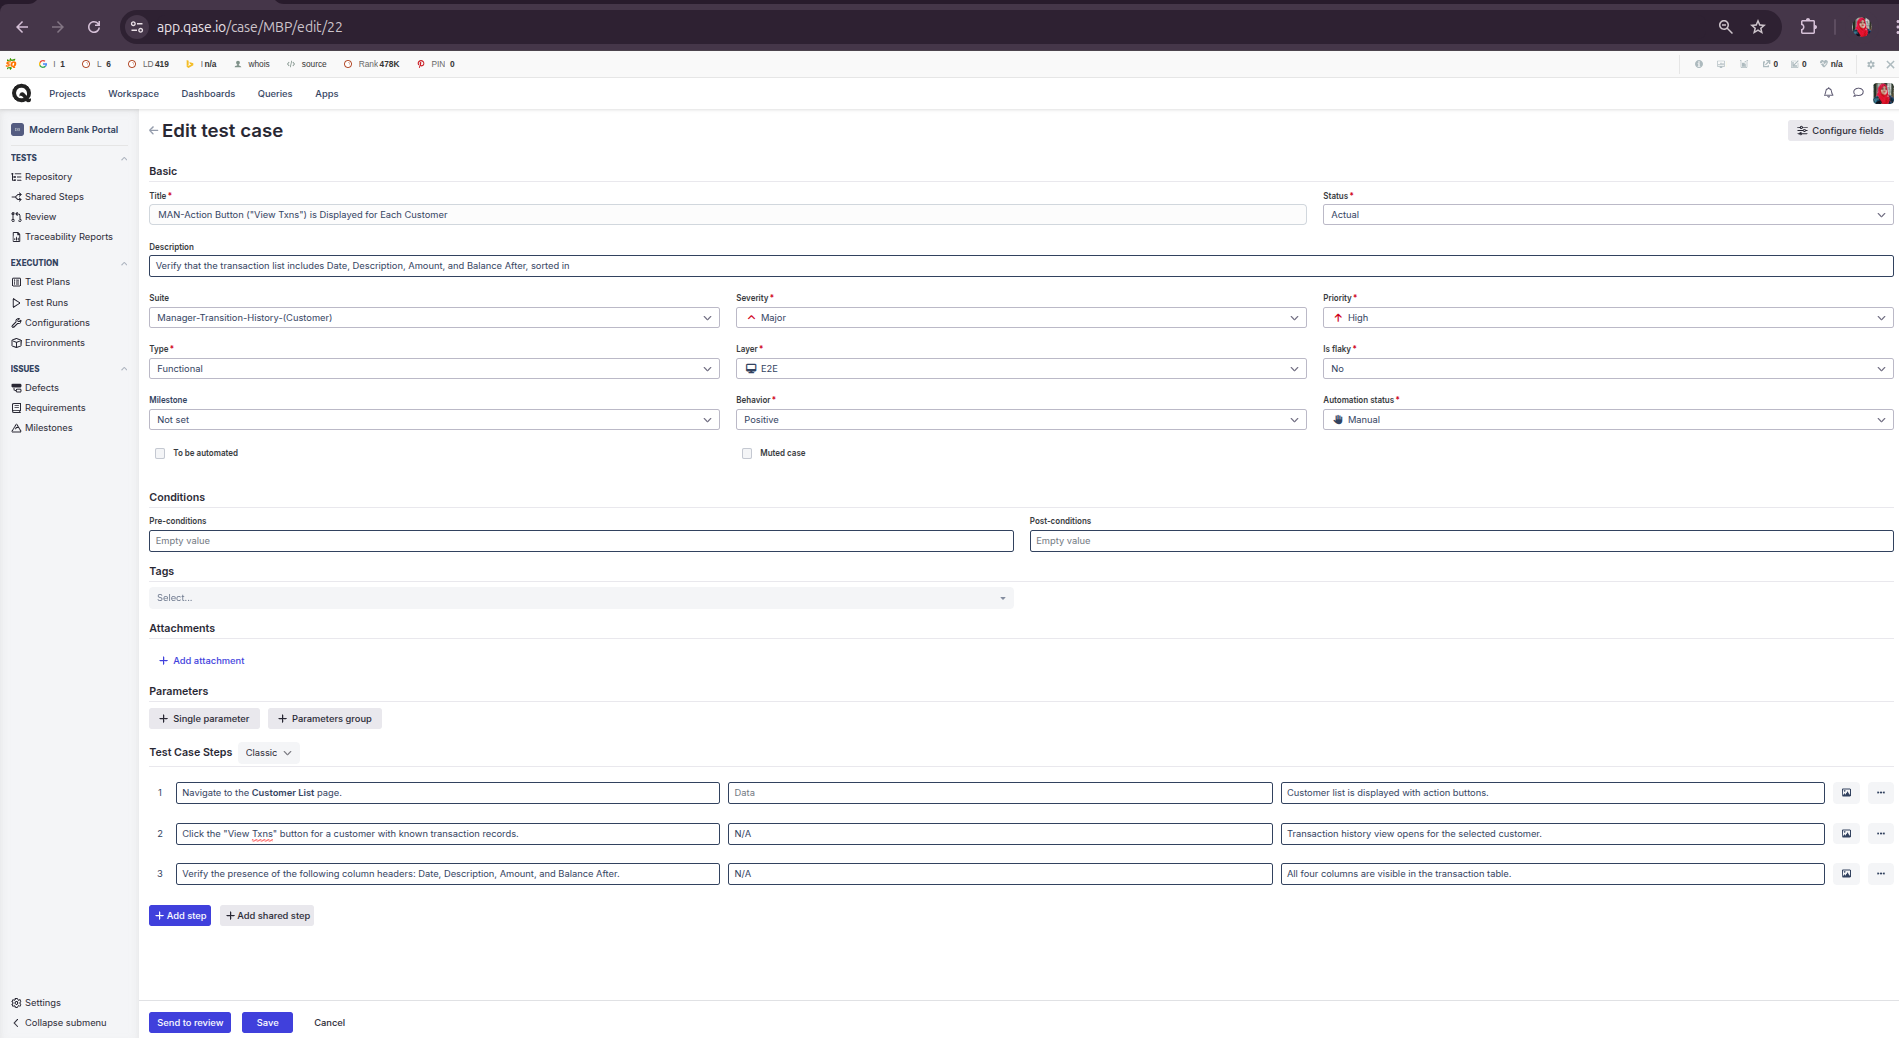 app.qase.io/case/MBP/edit/22
I 1 L 6 LD 419 I n/a whois source Rank 478K PIN 0 0 0 n/a
Projects Workspace Dashboards Queries Apps
Modern Bank Portal
TESTS
Repository
Shared Steps
Review
Traceability Reports
EXECUTION
Test Plans
Test Runs
Configurations
Environments
ISSUES
Defects
Requirements
Milestones
Settings
Collapse submenu
Edit test case
Configure fields
Basic
Title*
Status*
MAN-Action Button ("View Txns") is Displayed for Each Customer
Actual
Description
Verify that the transaction list includes Date, Description, Amount, and Balance After, sorted in
Suite
Severity*
Priority*
Manager-Transition-History-(Customer)
Major
High
Type*
Layer*
Is flaky*
Functional
E2E
No
Milestone
Behavior*
Automation status*
Not set
Positive
Manual
To be automated
Muted case
Conditions
Pre-conditions
Post-conditions
Empty value
Empty value
Tags
Select...
Attachments
+ Add attachment
Parameters
+ Single parameter
+ Parameters group
Test Case Steps Classic
1 Navigate to the Customer List page. Data Customer list is displayed with action buttons.
2 Click the "View Txns" button for a customer with known transaction records. N/A Transaction history view opens for the selected customer.
3 Verify the presence of the following column headers: Date, Description, Amount, and Balance After. N/A All four columns are visible in the transaction table.
+ Add step
+ Add shared step
Send to review
Save
Cancel